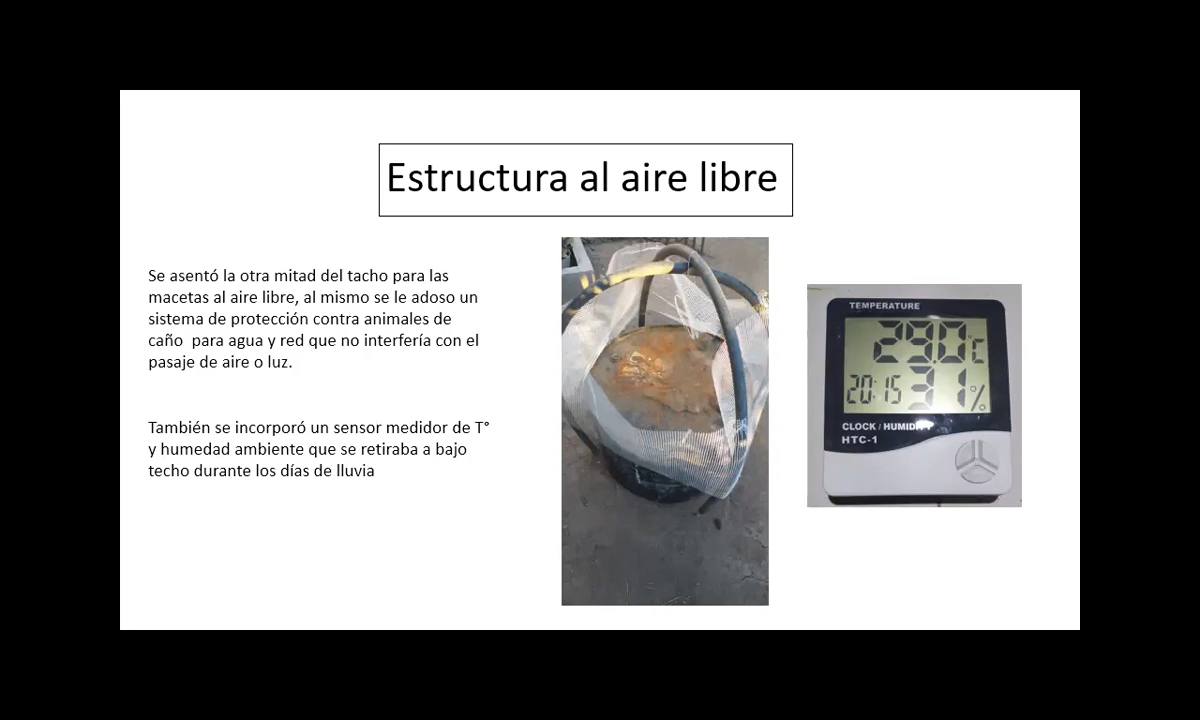 Estructura al aire libre
Se asentó la otra mitad del tacho para las
macetas al aire libre, al mismo se le adoso un
sistema de protección contra animales de
caño  para agua y red que no interfería con el
pasaje de aire o luz.
También se incorporó un sensor medidor de T°
y humedad ambiente que se retiraba a bajo
techo durante los días de lluvia
TEMPERATURE
29.0°C
20:15 31%
CLOCK / HUMIDITY
HTC-1